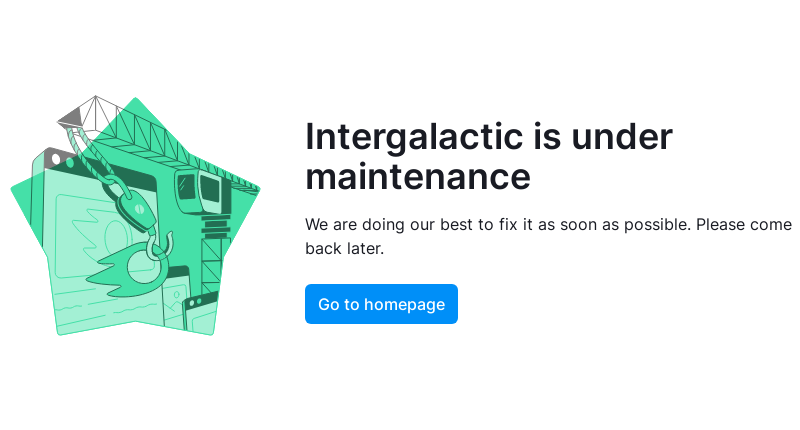 Intergalactic is under
maintenance
We are doing our best to fix it as soon as possible. Please come
back later.
Go to homepage